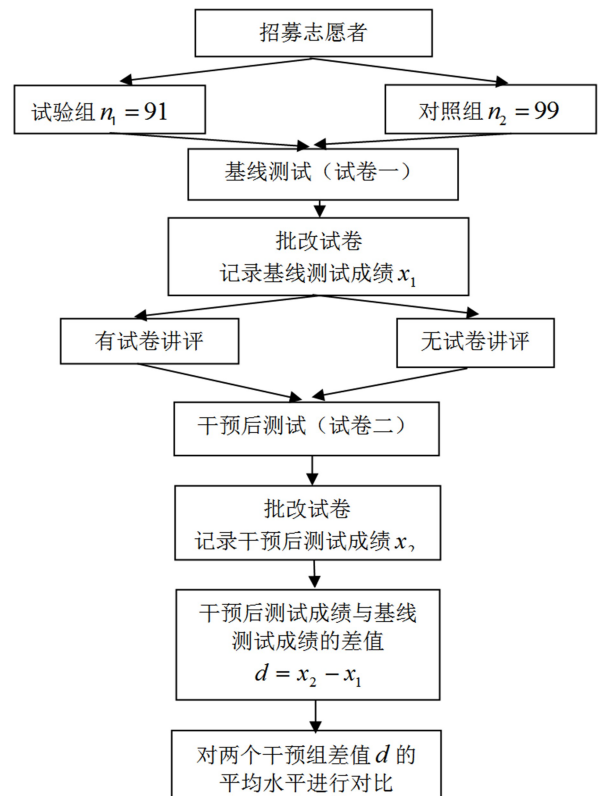 招募志愿者
试验组 n₁ = 91
对照组 n₂ = 99
基线测试（试卷一）
批改试卷
记录基线测试成绩 x₁
有试卷讲评
无试卷讲评
干预后测试（试卷二）
批改试卷
记录干预后测试成绩 x₂
干预后测试成绩与基线
测试成绩的差值
d = x₂ − x₁
对两个干预组差值 d 的
平均水平进行对比